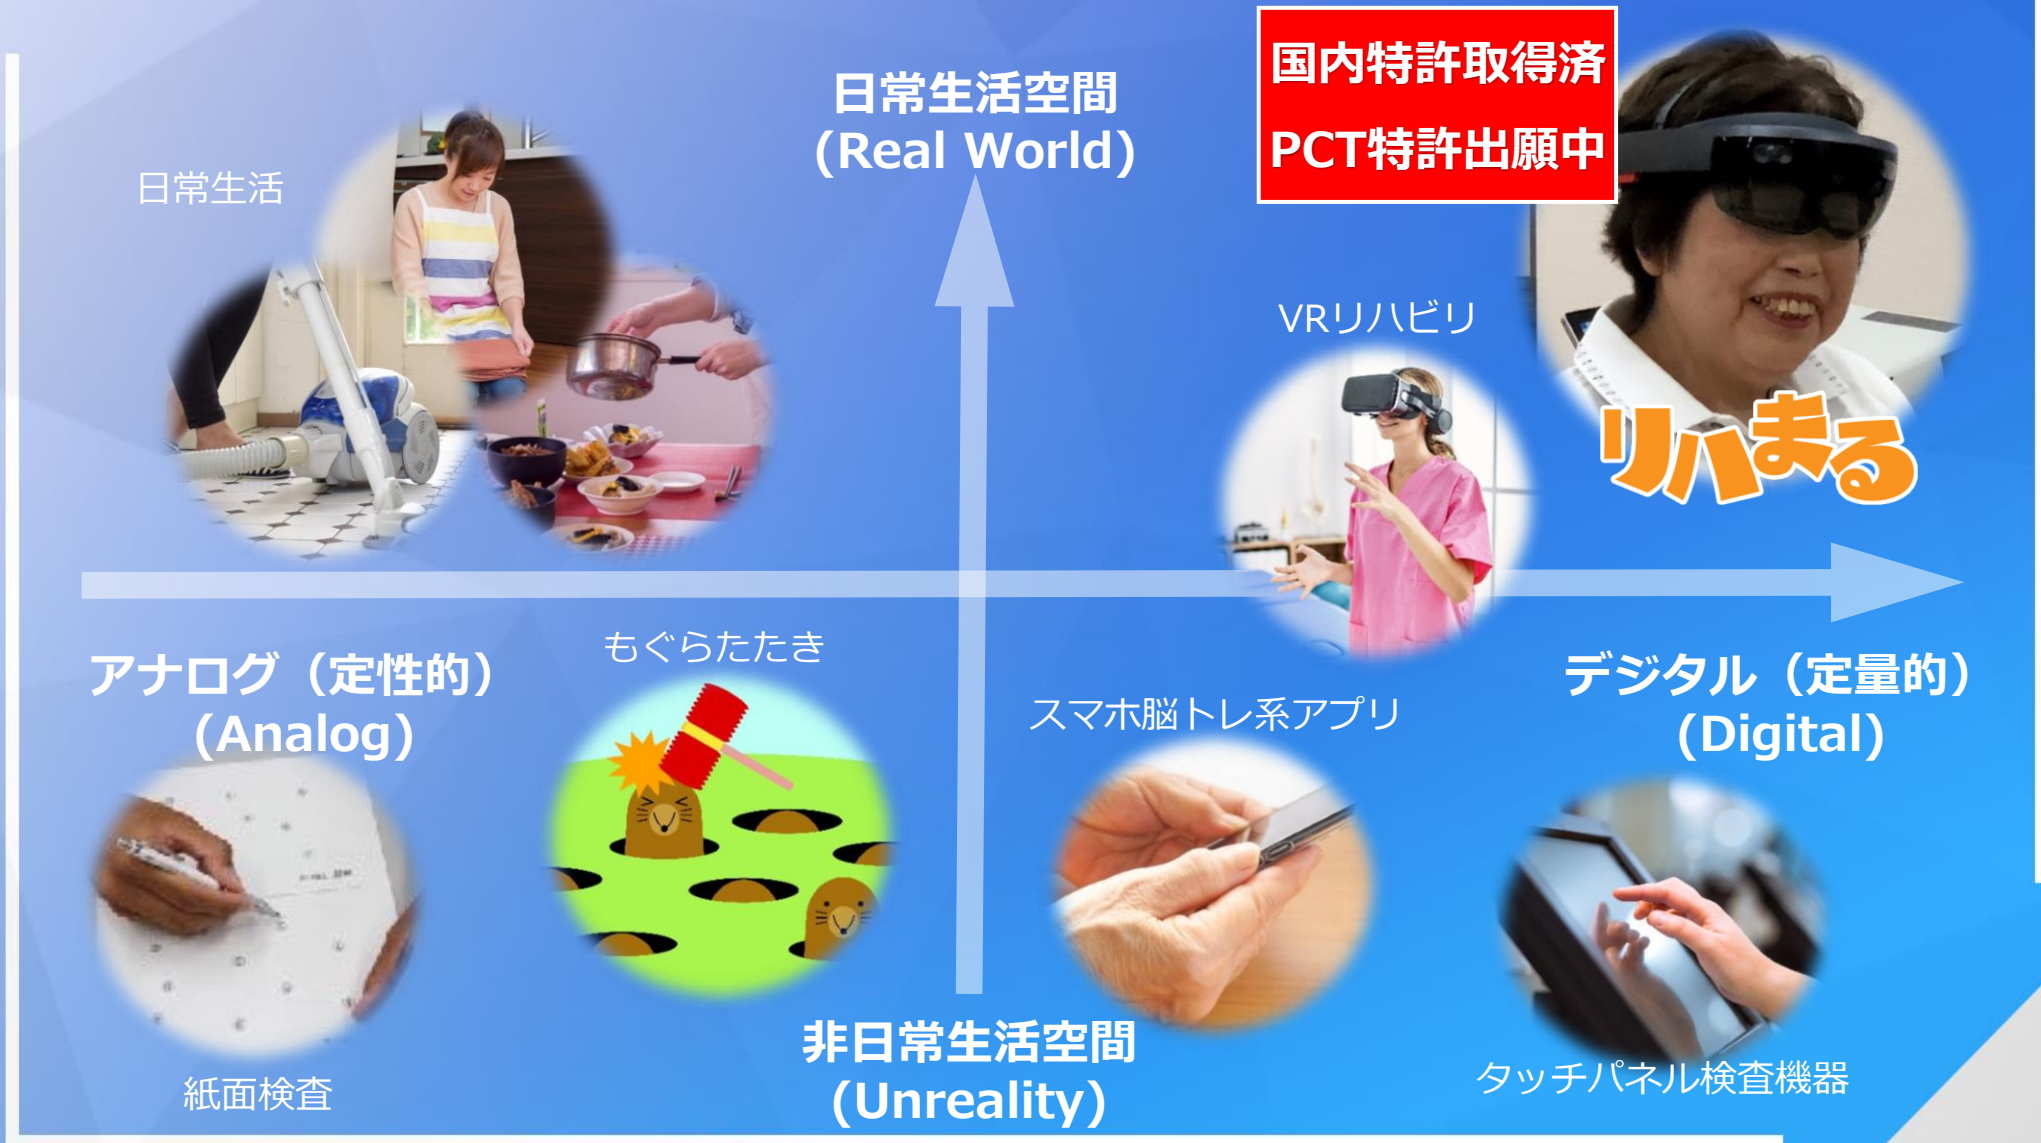 国内特許取得済
PCT特許出願中
日常生活空間
(Real World)
日常生活
VRリハビリ
リハまる
アナログ（定性的）
(Analog)
もぐらたたき
スマホ脳トレ系アプリ
デジタル（定量的）
(Digital)
紙面検査
非日常生活空間
(Unreality)
タッチパネル検査機器